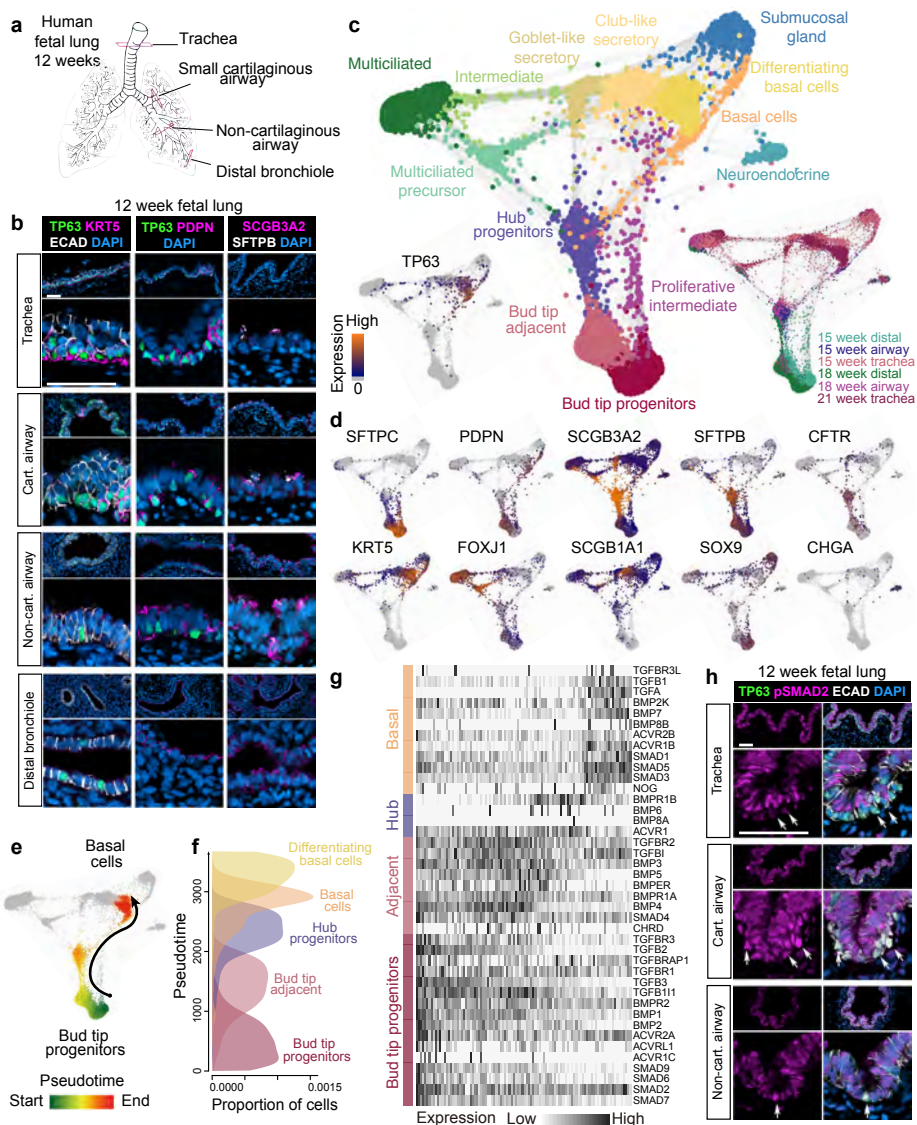 a
Human
fetal lung
12 weeks
Trachea
Small cartilaginous
airway
Non-cartilaginous
airway
Distal bronchiole
b
12 week fetal lung
TP63 KRT5
ECAD DAPI
TP63 PDPN
DAPI
SCGB3A2
SFTPB DAPI
Trachea
Cart. airway
Non-cart. airway
Distal bronchiole
c
Multiciliated
Intermediate
Goblet-like
secretory
Club-like
secretory
Submucosal
gland
Differentiating
basal cells
Basal cells
Neuroendocrine
Multiciliated
precursor
Hub
progenitors
Bud tip
adjacent
Proliferative
intermediate
Bud tip progenitors
TP63
High
Expression
0
15 week distal
15 week airway
15 week trachea
18 week distal
18 week airway
21 week trachea
d
SFTPC
PDPN
SCGB3A2
SFTPB
CFTR
KRT5
FOXJ1
SCGB1A1
SOX9
CHGA
e
Basal
cells
Bud tip
progenitors
Pseudotime
Start
End
f
Pseudotime
3000
2000
1000
0
Differentiating
basal cells
Basal
cells
Hub
progenitors
Bud tip
adjacent
Bud tip
progenitors
0.00000
0.0015
Proportion of cells
g
Basal
Hub
Adjacent
Bud tip progenitors
TGFBR3L
TGFB1
TGFA
BMP2K
BMP7
BMP8B
ACVR2B
ACVR1B
SMAD1
SMAD5
SMAD3
NOG
BMPR1B
BMP6
BMP8A
ACVR1
TGFBR2
TGFBI
BMP3
BMP5
BMPER
BMPR1A
BMP4
SMAD4
CHRD
TGFBR3
TGFB2
TGFBRAP1
TGFBR1
TGFB3
TGFB1I1
BMPR2
BMP1
BMP2
ACVR2A
ACVRL1
ACVR1C
SMAD9
SMAD6
SMAD2
SMAD7
Expression
Low
High
h
12 week fetal lung
TP63 pSMAD2 ECAD DAPI
Trachea
Cart. airway
Non-cart. airway